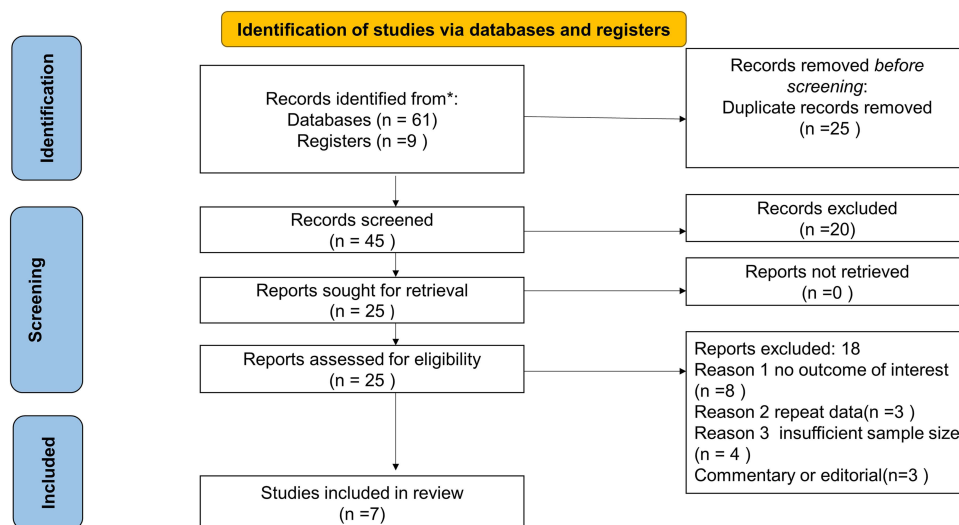 Identification of studies via databases and registers
Identification
Records identified from*:
Databases (n = 61)
Registers (n =9 )
Records removed before
screening:
Duplicate records removed
(n =25 )
Screening
Records screened
(n = 45 )
Records excluded
(n =20)
Reports sought for retrieval
(n = 25 )
Reports not retrieved
(n =0 )
Reports assessed for eligibility
(n = 25 )
Reports excluded: 18
Reason 1 no outcome of interest
(n =8 )
Reason 2 repeat data(n =3 )
Reason 3  insufficient sample size
(n = 4 )
Commentary or editorial(n=3 )
Included
Studies included in review
(n =7)